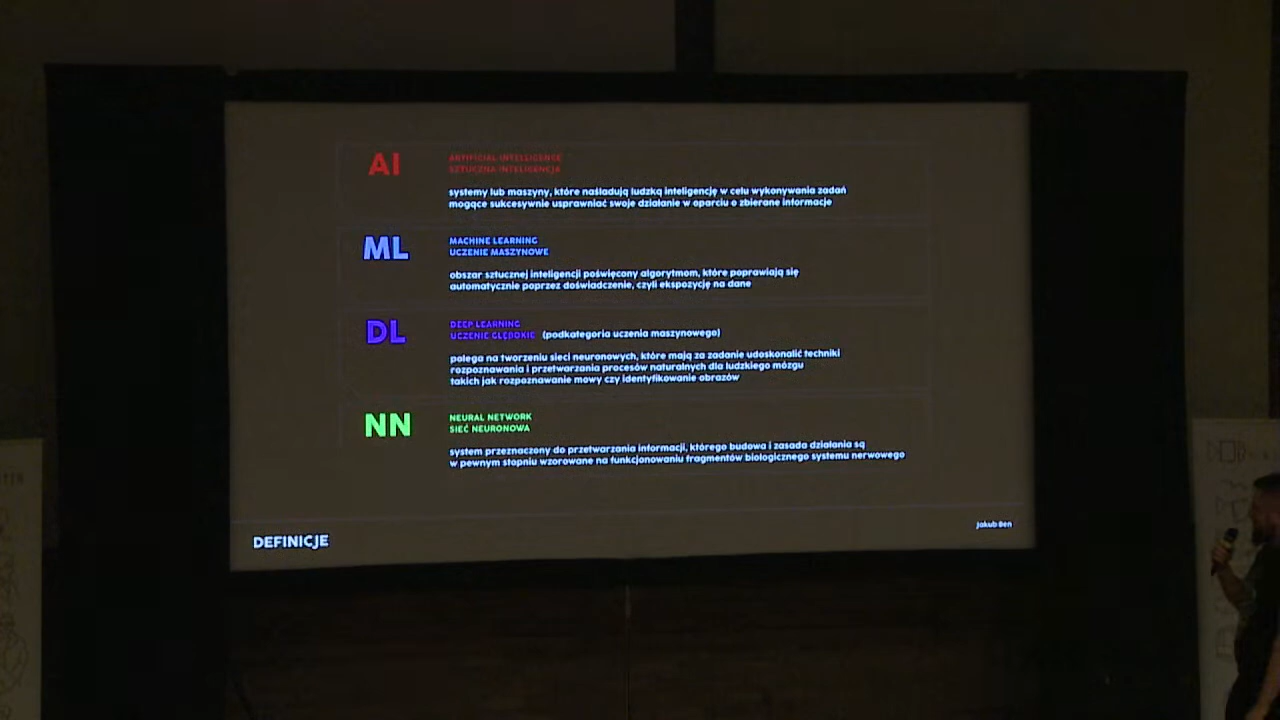 AI
ARTIFICIAL INTELLIGENCE
SZTUCZNA INTELIGENCJA
systemy lub maszyny, które naśladują ludzką inteligencję w celu wykonywania zadań
mogące sukcesywnie usprawniać swoje działanie w oparciu o zbierane informacje
ML
MACHINE LEARNING
UCZENIE MASZYNOWE
obszar sztucznej inteligencji poświęcony algorytmom, które poprawiają się
automatycznie poprzez doświadczenie, czyli ekspozycję na dane
DL
DEEP LEARNING
UCZENIE GŁĘBOKIE (podkategoria uczenia maszynowego)
polega na tworzeniu sieci neuronowych, które mają za zadanie udoskonalić techniki
rozpoznawania i przetwarzania procesów naturalnych dla ludzkiego mózgu
takich jak rozpoznawanie mowy czy identyfikowanie obrazów
NN
NEURAL NETWORK
SIEĆ NEURONOWA
system przeznaczony do przetwarzania informacji, którego budowa i zasada działania są
w pewnym stopniu wzorowane na funkcjonowaniu fragmentów biologicznego systemu nerwowego
DEFINICJE
Jakub Ben